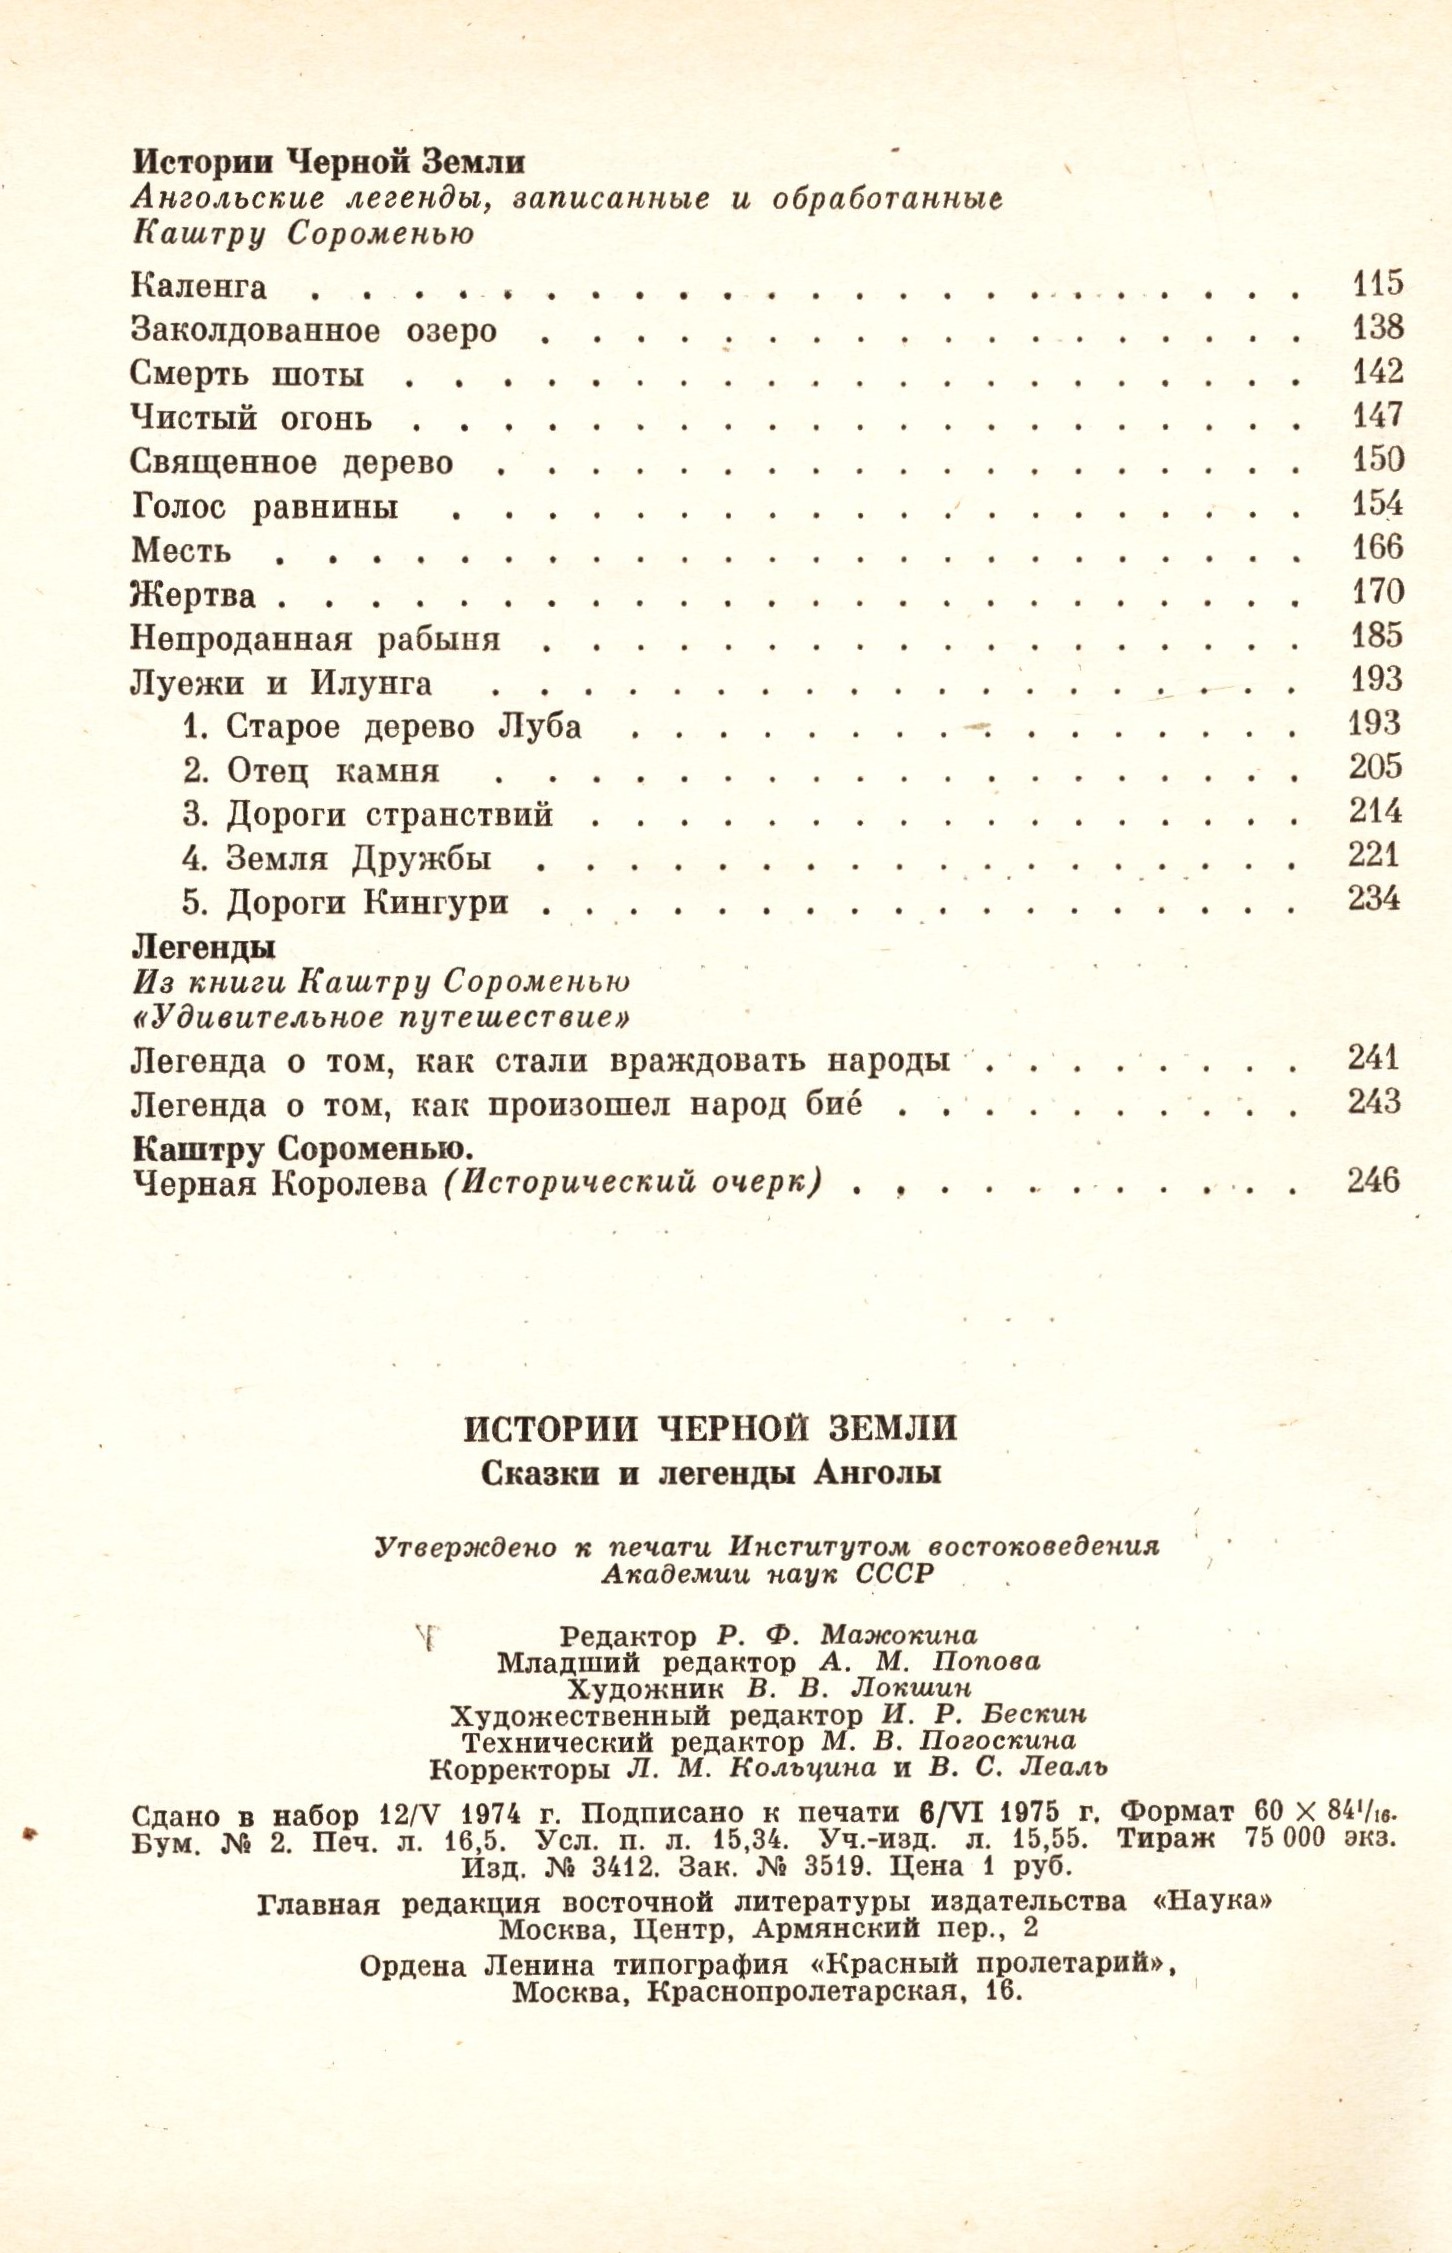 Истории Черной Земли
Ангольские легенды, записанные и обработанные
Каштру Сороменью
Каленга . . . . . . . . . . . . . . . . . . . . . . . 115
Заколдованное озеро . . . . . . . . . . . . . . . . . . 138
Смерть шоты . . . . . . . . . . . . . . . . . . . . . 142
Чистый огонь . . . . . . . . . . . . . . . . . . . . . 147
Священное дерево . . . . . . . . . . . . . . . . . . . 150
Голос равнины . . . . . . . . . . . . . . . . . . . . 154
Месть . . . . . . . . . . . . . . . . . . . . . . . . 166
Жертва . . . . . . . . . . . . . . . . . . . . . . . . 170
Непроданная рабыня . . . . . . . . . . . . . . . . . . 185
Луежи и Илунга . . . . . . . . . . . . . . . . . . . 193
1. Старое дерево Луба . . . . . . . . . . . . . . . . 193
2. Отец камня . . . . . . . . . . . . . . . . . . . 205
3. Дороги странствий . . . . . . . . . . . . . . . . . 214
4. Земля Дружбы . . . . . . . . . . . . . . . . . . 221
5. Дороги Кингури . . . . . . . . . . . . . . . . . . 234
Легенды
Из книги Каштру Сороменью
«Удивительное путешествие»
Легенда о том, как стали враждовать народы . . . . . . . . 241
Легенда о том, как произошел народ бие́ . . . . . . . . . . 243
Каштру Сороменью.
Черная Королева (Исторический очерк) . . . . . . . . . . . 246
ИСТОРИИ ЧЕРНОЙ ЗЕМЛИ
Сказки и легенды Анголы
Утверждено к печати Институтом востоковедения
Академии наук СССР
Редактор Р. Ф. Мажокина
Младший редактор А. М. Попова
Художник В. В. Локшин
Художественный редактор И. Р. Бескин
Технический редактор М. В. Погоскина
Корректоры Л. М. Кольцина и В. С. Леаль
Сдано в набор 12/V 1974 г. Подписано к печати 6/VI 1975 г. Формат 60 × 84¹/₁₆.
Бум. № 2. Печ. л. 16,5. Усл. п. л. 15,34. Уч.-изд. л. 15,55. Тираж 75 000 экз.
Изд. № 3412. Зак. № 3519. Цена 1 руб.
Главная редакция восточной литературы издательства «Наука»
Москва, Центр, Армянский пер., 2
Ордена Ленина типография «Красный пролетарий»,
Москва, Краснопролетарская, 16.